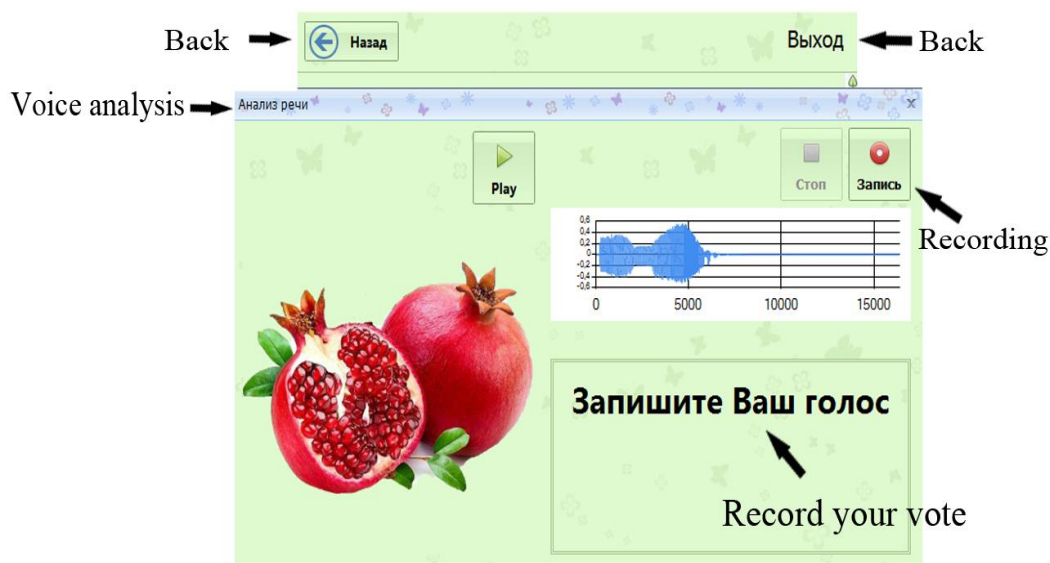 Back
Назад
Выход
Back
Voice analysis
Анализ речи
x
Play
Стоп
Запись
Recording
0,6
0,4
0,2
0
-0,2
-0,4
-0,6
0 5000 10000 15000
Запишите Ваш голос
Record your vote